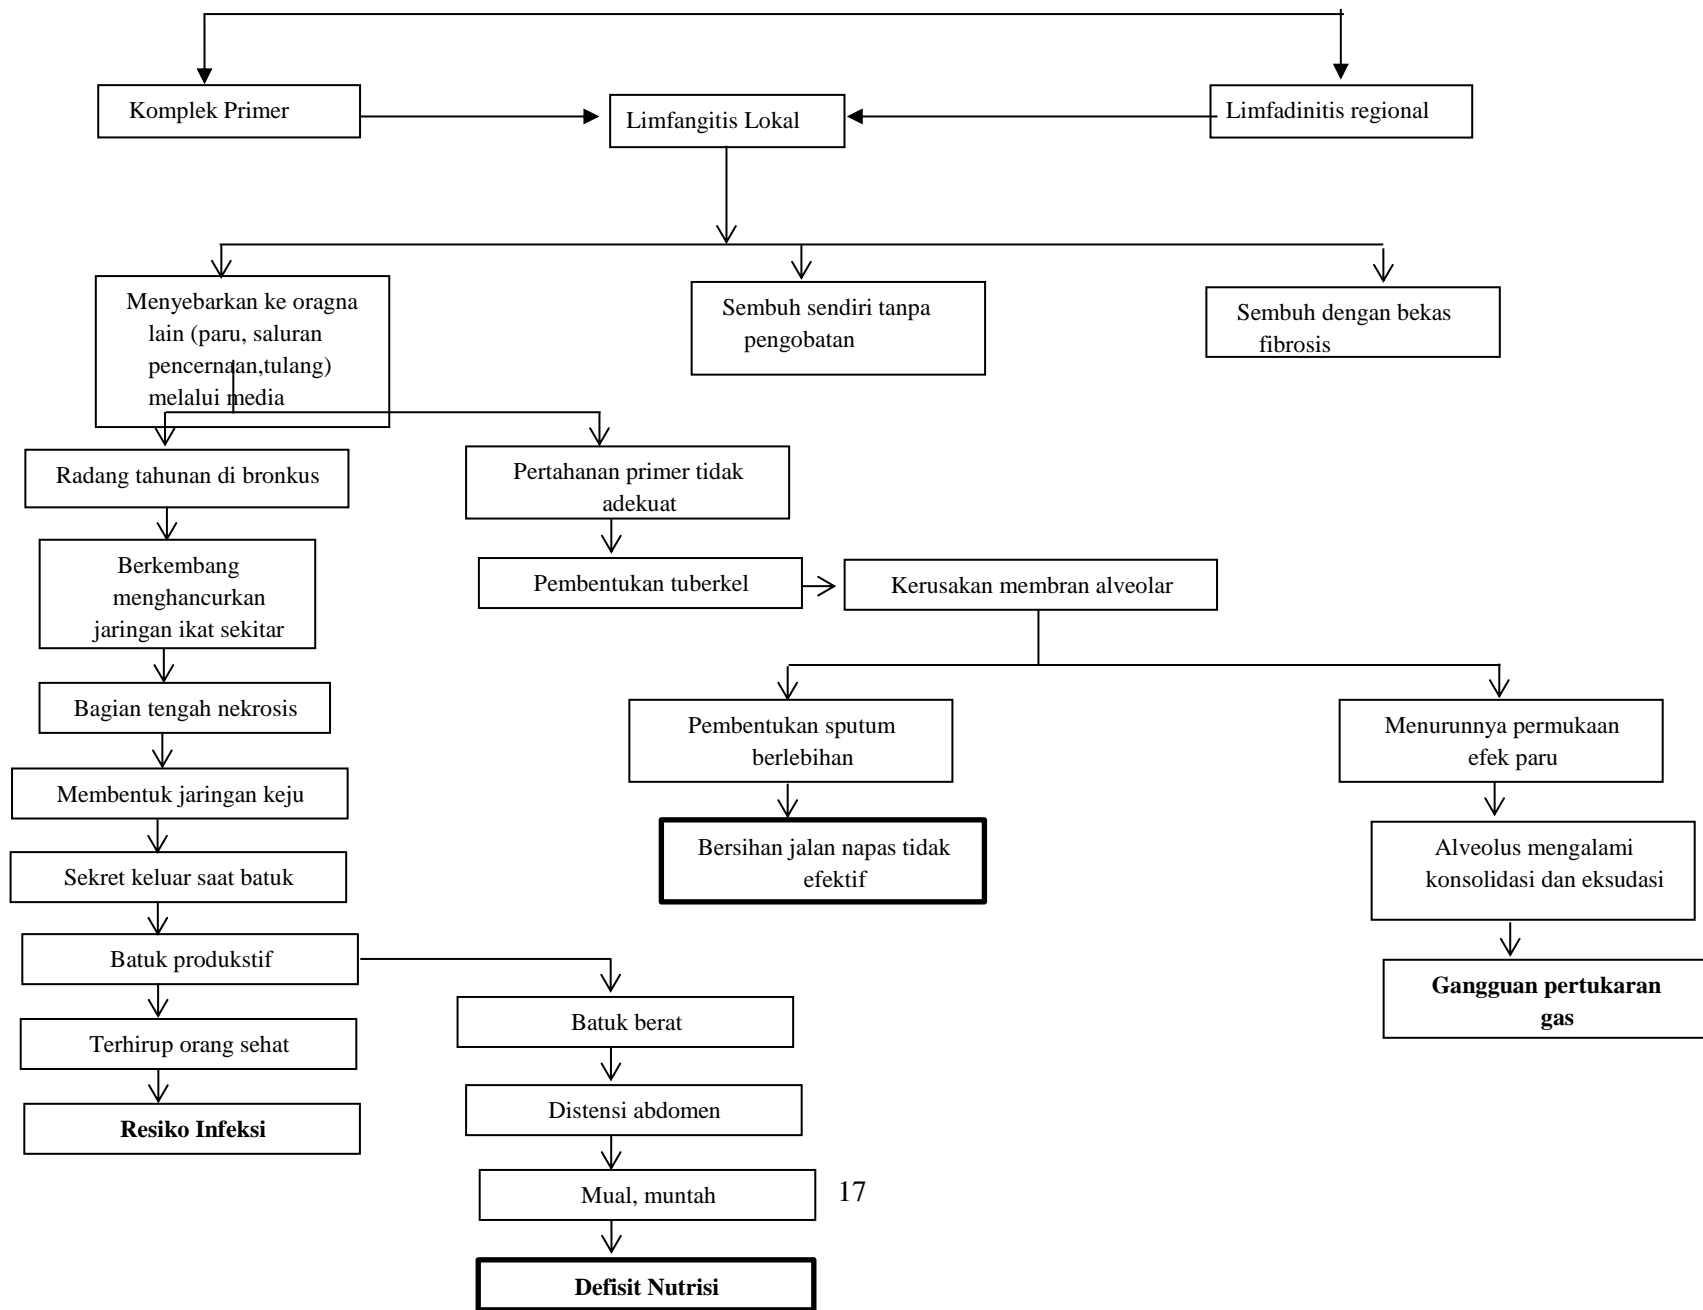 Komplek Primer
Limfangitis Lokal
Limfadinitis regional
Menyebarkan ke oragna
lain (paru, saluran
pencernaan,tulang)
melalui media
Sembuh sendiri tanpa
pengobatan
Sembuh dengan bekas
fibrosis
Radang tahunan di bronkus
Pertahanan primer tidak
adekuat
Berkembang
menghancurkan
jaringan ikat sekitar
Pembentukan tuberkel
Kerusakan membran alveolar
Bagian tengah nekrosis
Pembentukan sputum
berlebihan
Menurunnya permukaan
efek paru
Membentuk jaringan keju
Bersihan jalan napas tidak
efektif
Alveolus mengalami
konsolidasi dan eksudasi
Sekret keluar saat batuk
Batuk produkstif
Gangguan pertukaran
gas
Batuk berat
Terhirup orang sehat
Distensi abdomen
Resiko Infeksi
Mual, muntah
17
Defisit Nutrisi